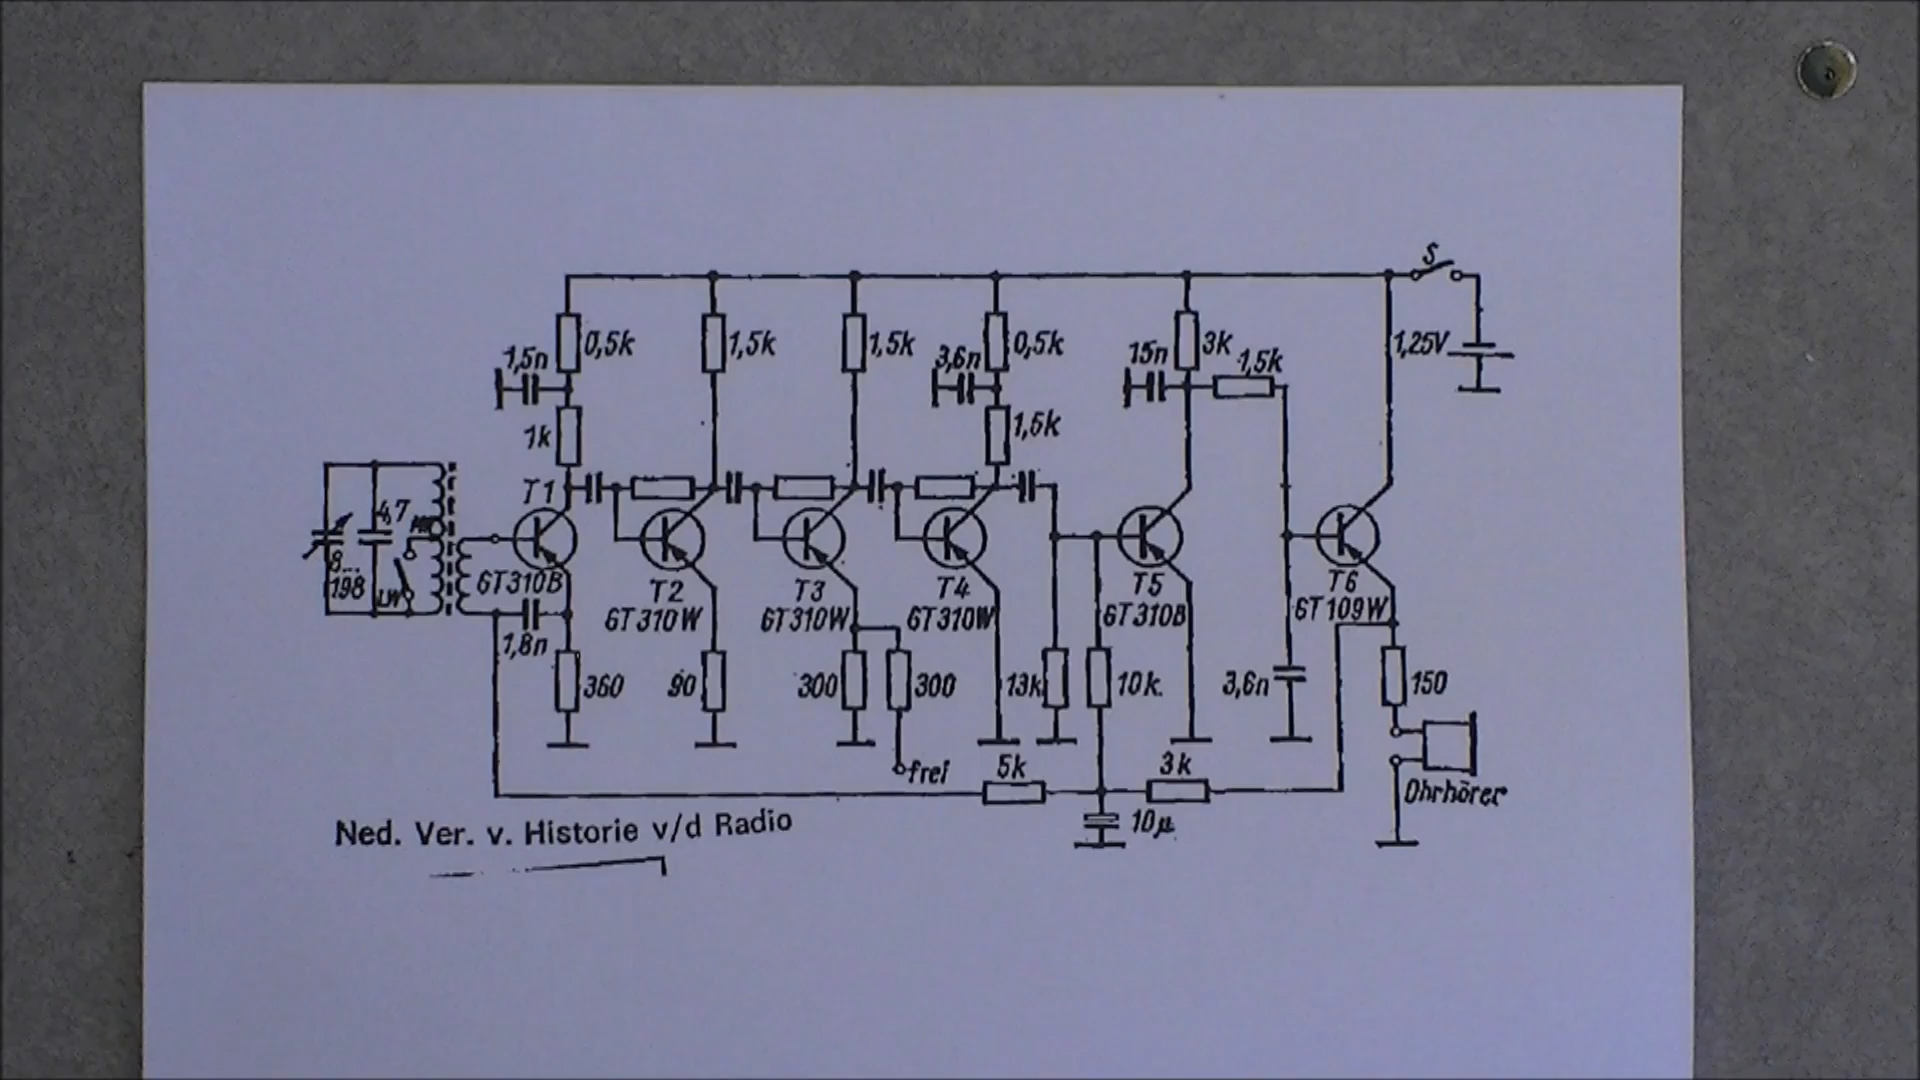 S
1,5n 0,5k 1,5k 1,5k 3,6n 0,5k 15n 3k 1,5k 1,25V
1k 1,5k
T1
4,7 MW
8... 198 LW
6T310B T2 T3 T4 T5 T6
6T310W 6T310W 6T310W 6T310B 6T109W
1,8n
360 90 300 300 13k 10k 3,6n 150
frei 5k 3k
Ohrhörer
10µ
Ned. Ver. v. Historie v/d Radio